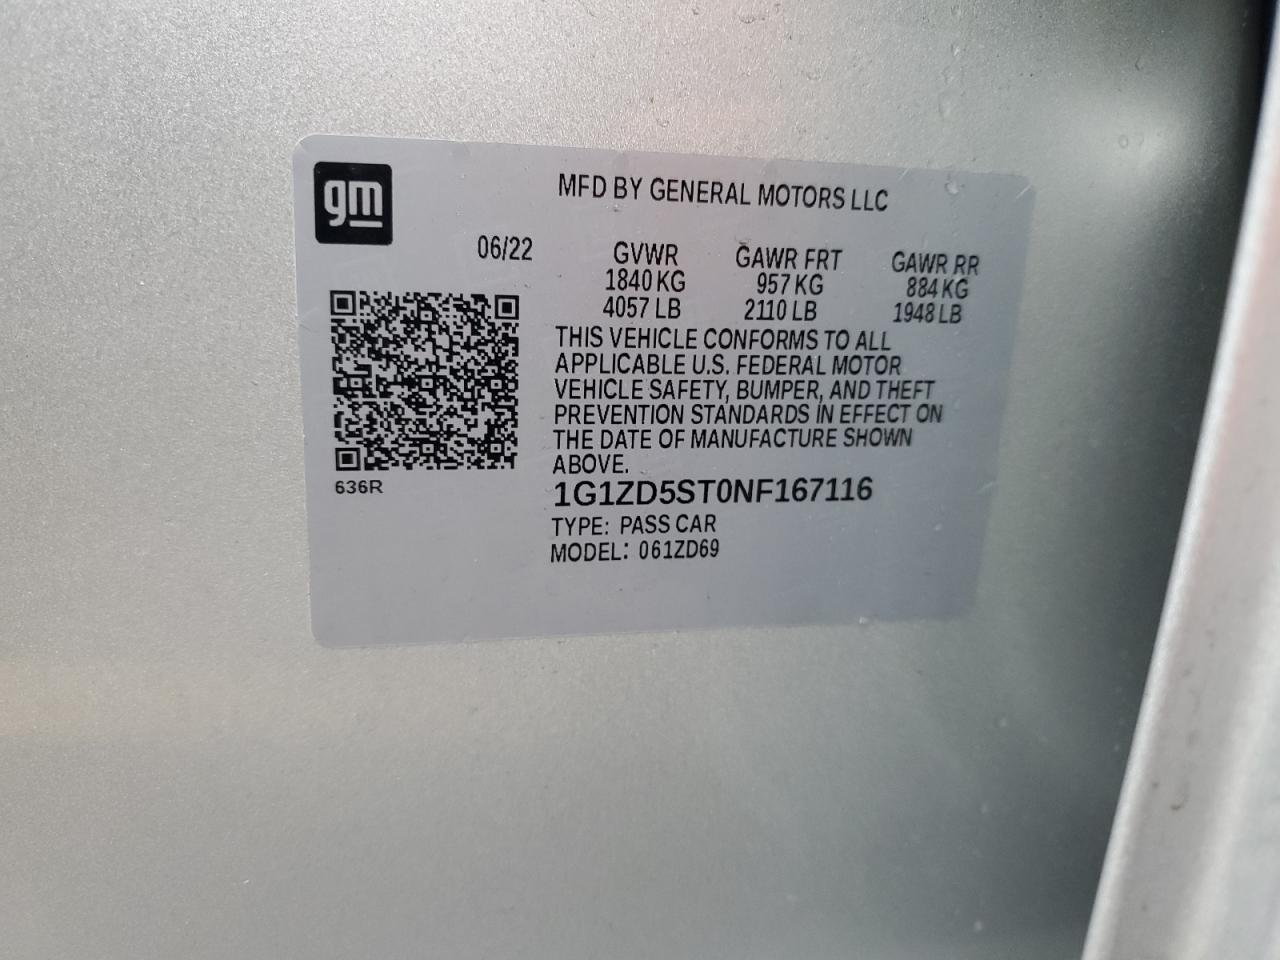 gm
MFD BY GENERAL MOTORS LLC
06/22 GVWR GAWR FRT GAWR RR
1840 KG 957 KG 884 KG
4057 LB 2110 LB 1948 LB
THIS VEHICLE CONFORMS TO ALL
APPLICABLE U.S. FEDERAL MOTOR
VEHICLE SAFETY, BUMPER, AND THEFT
PREVENTION STANDARDS IN EFFECT ON
THE DATE OF MANUFACTURE SHOWN
ABOVE.
636R
1G1ZD5ST0NF167116
TYPE: PASS CAR
MODEL: 061ZD69